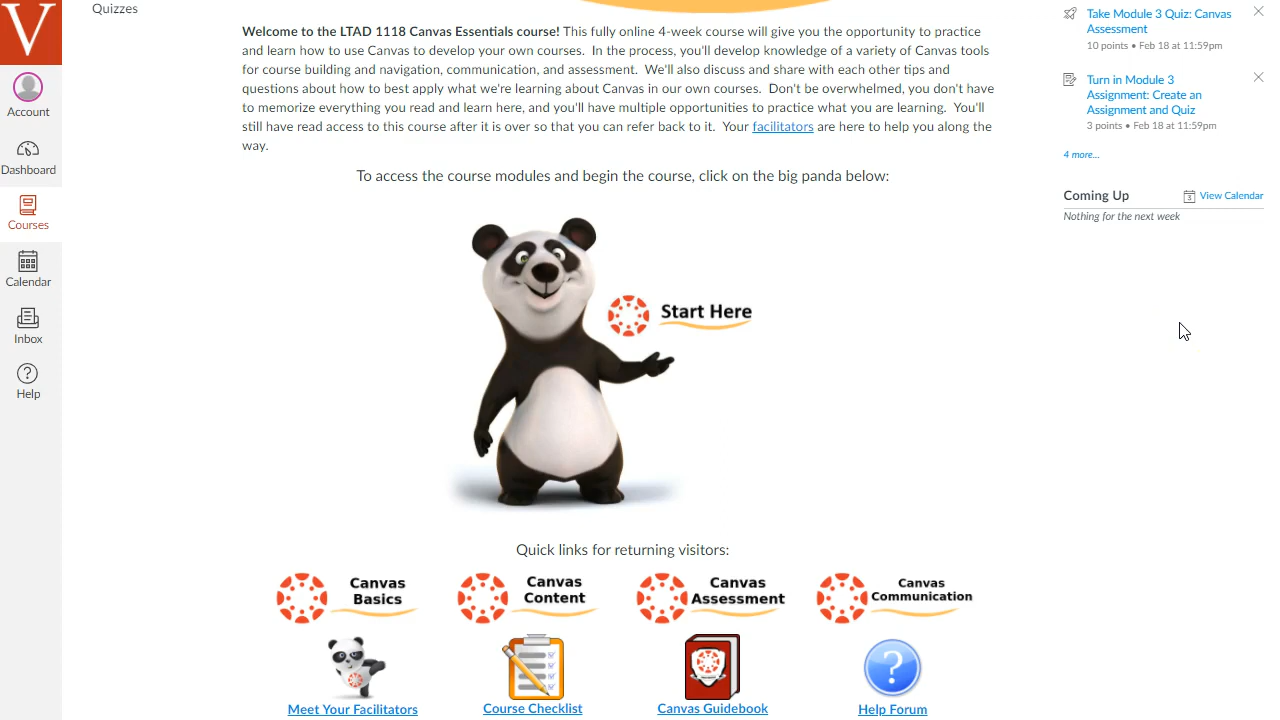 Quizzes
V
Account
Dashboard
Courses
Calendar
Inbox
Help
Welcome to the LTAD 1118 Canvas Essentials course! This fully online 4-week course will give you the opportunity to practice
and learn how to use Canvas to develop your own courses. In the process, you'll develop knowledge of a variety of Canvas tools
for course building and navigation, communication, and assessment. We'll also discuss and share with each other tips and
questions about how to best apply what we're learning about Canvas in our own courses. Don't be overwhelmed, you don't have
to memorize everything you read and learn here, and you'll have multiple opportunities to practice what you are learning. You'll
still have read access to this course after it is over so that you can refer back to it. Your facilitators are here to help you along the
way.
To access the course modules and begin the course, click on the big panda below:
Start Here
Quick links for returning visitors:
Canvas
Basics
Canvas
Content
Canvas
Assessment
Canvas
Communication
Meet Your Facilitators
Course Checklist
Canvas Guidebook
?
Help Forum
Take Module 3 Quiz: Canvas
Assessment
10 points • Feb 18 at 11:59pm
Turn in Module 3
Assignment: Create an
Assignment and Quiz
3 points • Feb 18 at 11:59pm
4 more...
Coming Up
View Calendar
Nothing for the next week